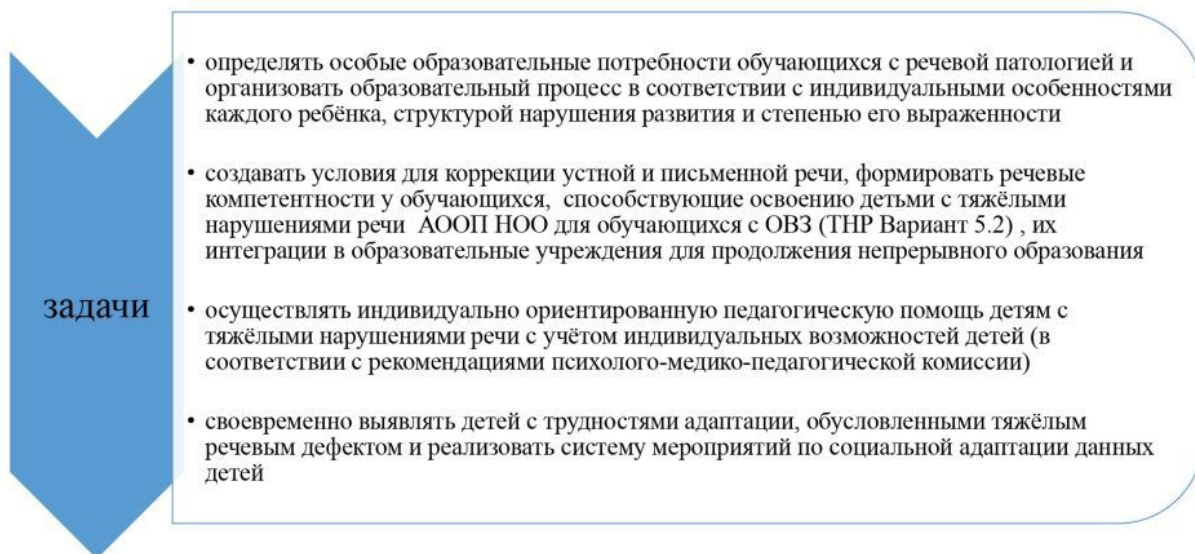 задачи
• определять особые образовательные потребности обучающихся с речевой патологией и
организовать образовательный процесс в соответствии с индивидуальными особенностями
каждого ребёнка, структурой нарушения развития и степенью его выраженности
• создавать условия для коррекции устной и письменной речи, формировать речевые
компетентности у обучающихся, способствующие освоению детьми с тяжёлыми
нарушениями речи АООП НОО для обучающихся с ОВЗ (ТНР Вариант 5.2) , их
интеграции в образовательные учреждения для продолжения непрерывного образования
• осуществлять индивидуально ориентированную педагогическую помощь детям с
тяжёлыми нарушениями речи с учётом индивидуальных возможностей детей (в
соответствии с рекомендациями психолого-медико-педагогической комиссии)
• своевременно выявлять детей с трудностями адаптации, обусловленными тяжёлым
речевым дефектом и реализовать систему мероприятий по социальной адаптации данных
детей